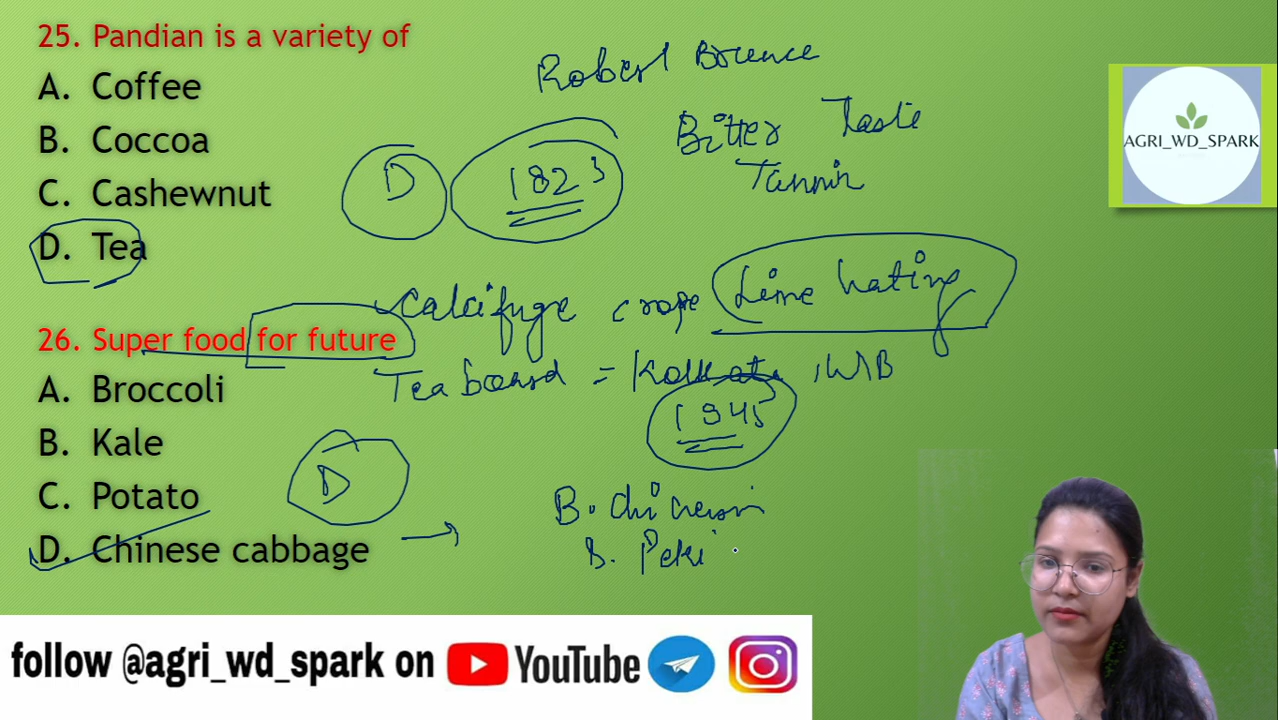 25. Pandian is a variety of
A. Coffee
B. Coccoa
C. Cashewnut
D. Tea
Robert
Bitter Taste
Tannin
D 1823
AGRI_WD_SPARK
Calcifuge crops Lime hating
26. Super food for future
A. Broccoli
B. Kale
C. Potato
D. Chinese cabbage
Tea board = Kolkata, WB
1945
D
B. chinensis
B. Peki
follow @agri_wd_spark on YouTube